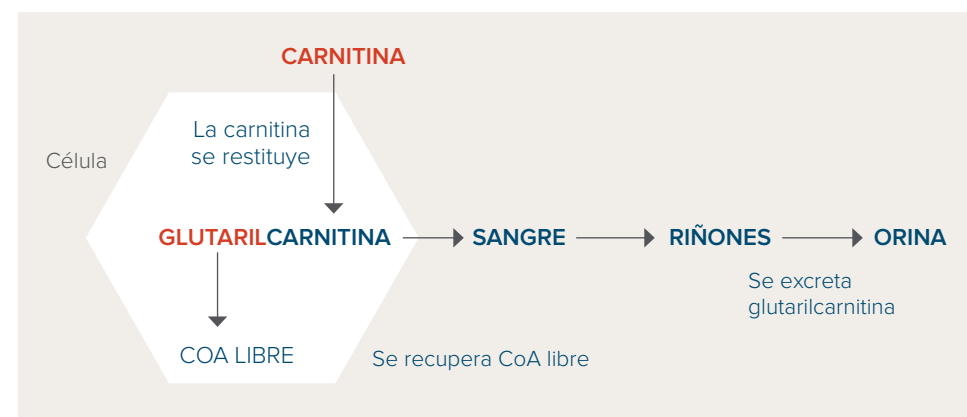 CARNITINA
La carnitina
se restituye
Célula
GLUTARILCARNITINA
SANGRE
RIÑONES
ORINA
Se excreta
glutarilcarnitina
COA LIBRE
Se recupera CoA libre